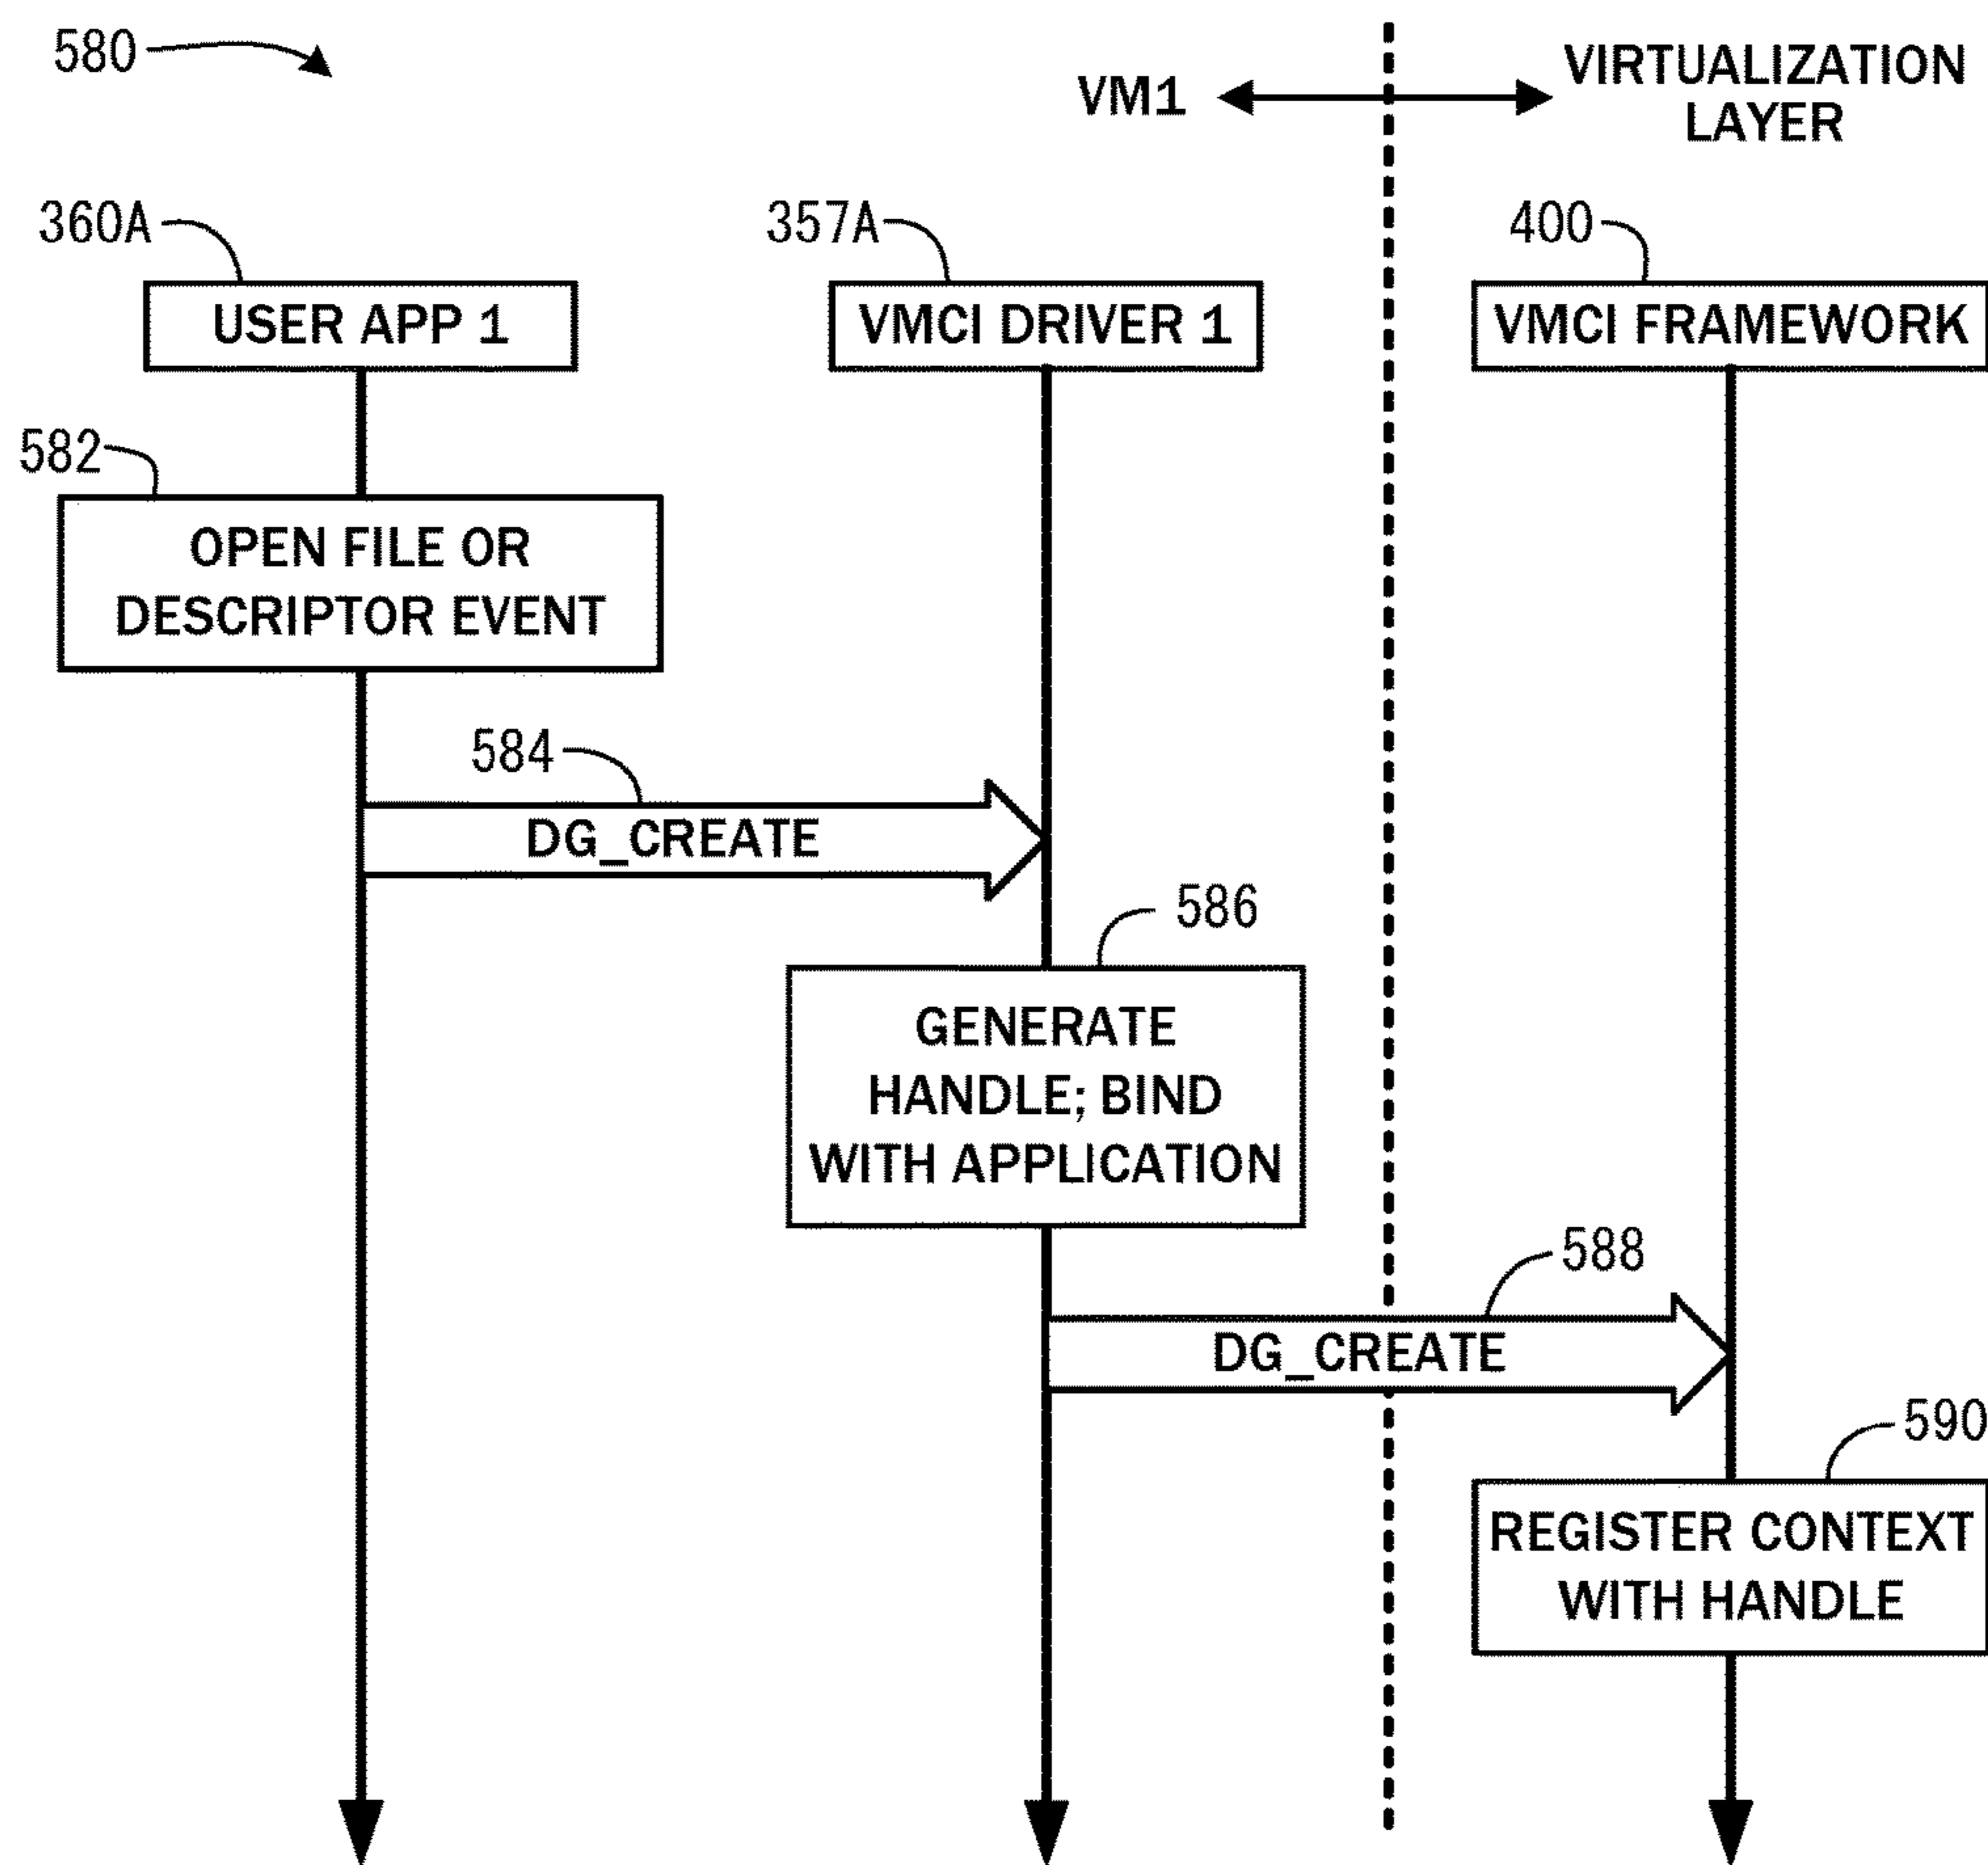 580
VM1
VIRTUALIZATION
LAYER
360A
357A
400
USER APP 1
VMCI DRIVER 1
VMCI FRAMEWORK
582
OPEN FILE OR
DESCRIPTOR EVENT
584
DG_CREATE
586
GENERATE
HANDLE; BIND
WITH APPLICATION
588
DG_CREATE
590
REGISTER CONTEXT
WITH HANDLE